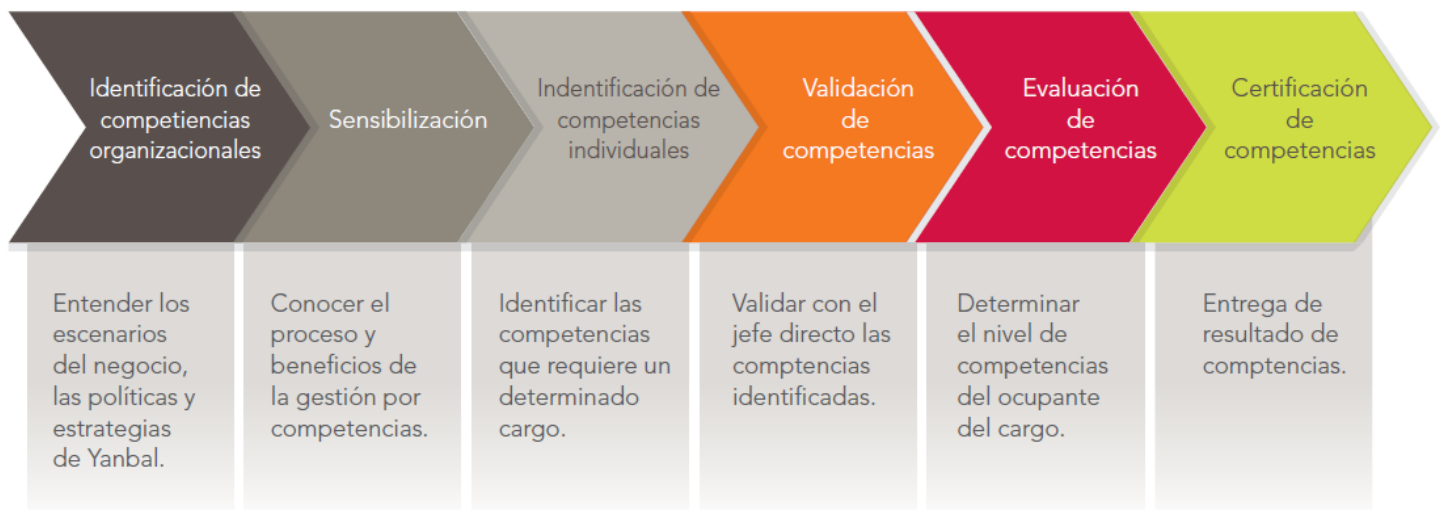 Identificación de
competiencias
organizacionales
Sensibilización
Indentificación de
competencias
individuales
Validación
de
competencias
Evaluación
de
competencias
Certificación
de
competencias
Entender los
escenarios
del negocio,
las políticas y
estrategias
de Yanbal.
Conocer el
proceso y
beneficios de
la gestión por
competencias.
Identificar las
competencias
que requiere un
determinado
cargo.
Validar con el
jefe directo las
comptencias
identificadas.
Determinar
el nivel de
competencias
del ocupante
del cargo.
Entrega de
resultado de
comptencias.